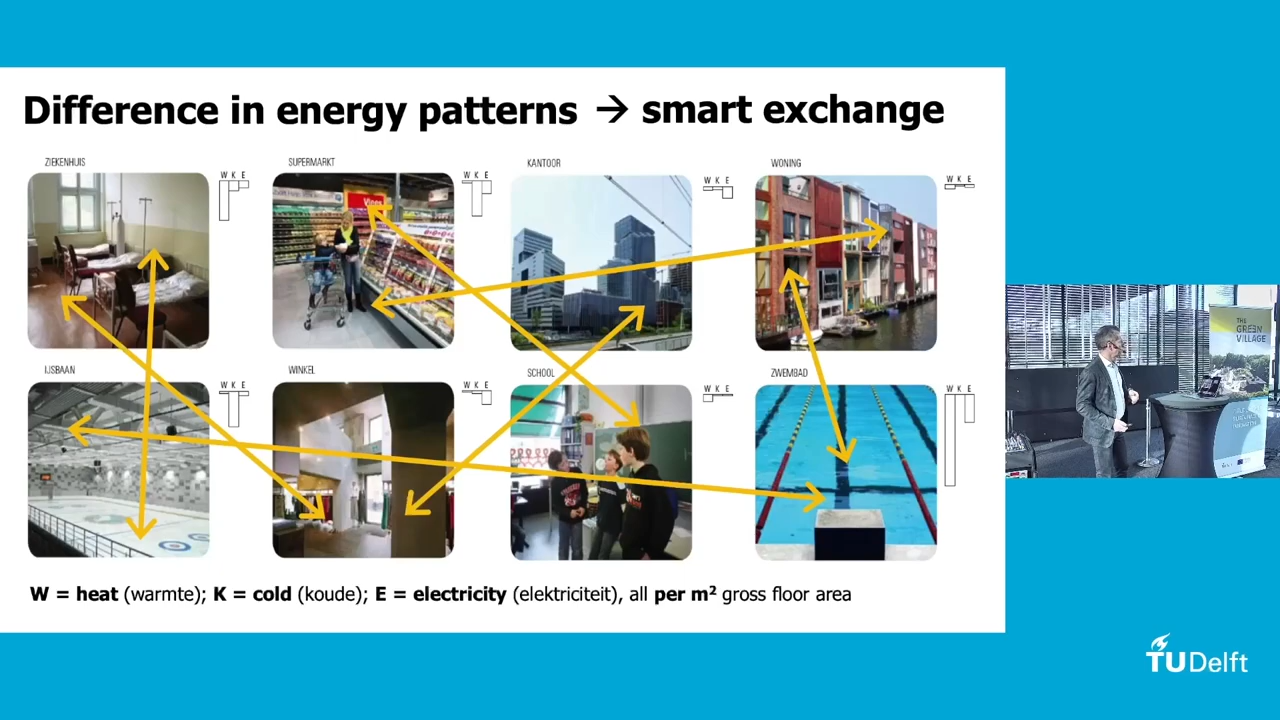 Difference in energy patterns → smart exchange
ZIEKENHUIS
W K E
SUPERMARKT
W K E
KANTOOR
W K E
WONING
W K E
IJSBAAN
W K E
WINKEL
W K E
SCHOOL
W K E
ZWEMBAD
W K E
W = heat (warmte); K = cold (koude); E = electricity (elektriciteit), all per m² gross floor area
THE
GREEN
VILLAGE
TU Delft